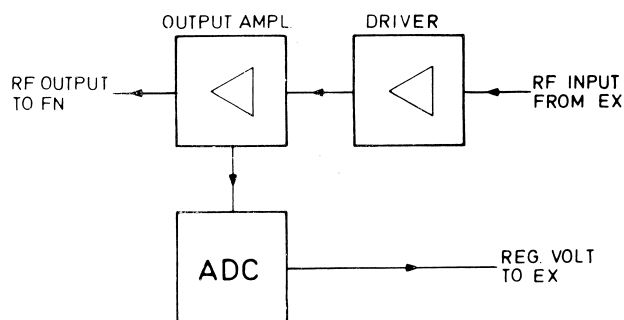 OUTPUT AMPL.
DRIVER
RF OUTPUT
TO FN
RF INPUT
FROM EX
ADC
REG. VOLT
TO EX